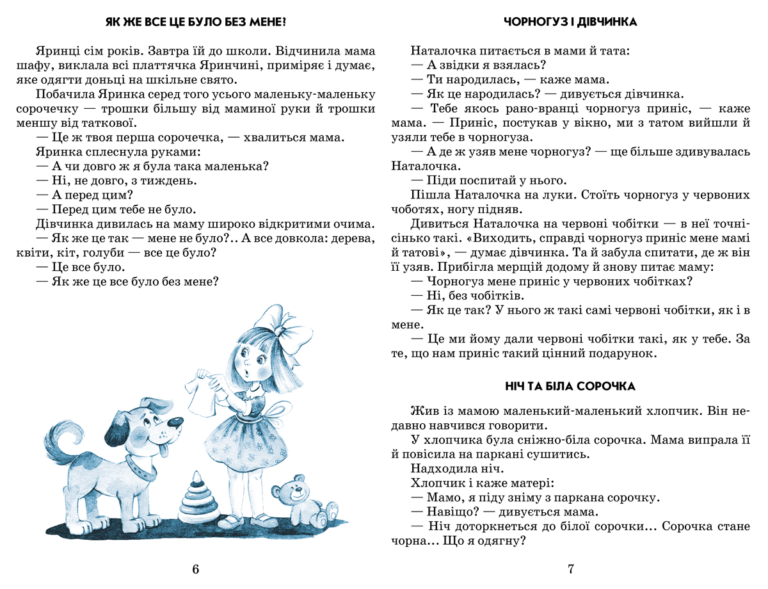 ЯК ЖЕ ВСЕ ЦЕ БУЛО БЕЗ МЕНЕ!
Яринці сім років. Завтра їй до школи. Відчинила мама
шафу, виклала всі платтячка Яринчині, приміряє і думає,
яке одягти доньці на шкільне свято.
Побачила Яринка серед того усього маленьку-маленьку
сорочечку — трошки більшу від маминої руки й трошки
меншу від таткової.
— Це ж твоя перша сорочечка, — хвалиться мама.
Яринка сплеснула руками:
— А чи довго ж я була така маленька?
— Ні, не довго, з тиждень.
— А перед цим?
— Перед цим тебе не було.
Дівчинка дивилась на маму широко відкритими очима.
— Як же це так — мене не було?.. А все довкола: дерева,
квіти, кіт, голуби — все це було?
— Це все було.
— Як же це все було без мене?
6
ЧОРНОГУЗ І ДІВЧИНКА
Наталочка питається в мами й тата:
— А звідки я взялась?
— Ти народилась, — каже мама.
— Як це народилась? — дивується дівчинка.
— Тебе якось рано-вранці чорногуз приніс, — каже
мама. — Приніс, постукав у вікно, ми з татом вийшли й
узяли тебе в чорногуза.
— А де ж узяв мене чорногуз? — ще більше здивувалась
Наталочка.
— Піди поспитай у нього.
Пішла Наталочка на луки. Стоїть чорногуз у червоних
чоботях, ногу підняв.
Дивиться Наталочка на червоні чобітки — в неї точні-
сінько такі. «Виходить, справді чорногуз приніс мене мамі
й татові», — думає дівчинка. Та й забула спитати, де ж він
її узяв. Прибігла мерщій додому й знову питає маму:
— Чорногуз мене приніс у червоних чобітках?
— Ні, без чобітків.
— Як це так? У нього ж такі самі червоні чобітки, як і в
мене.
— Це ми йому дали червоні чобітки такі, як у тебе. За
те, що нам приніс такий цінний подарунок.
НІЧ ТА БІЛА СОРОЧКА
Жив із мамою маленький-маленький хлопчик. Він не-
давно навчився говорити.
У хлопчика була сніжно-біла сорочка. Мама випрала її
й повісила на паркані сушитись.
Надходила ніч.
Хлопчик і каже матері:
— Мамо, я піду зніму з паркана сорочку.
— Навіщо? — дивується мама.
— Ніч доторкнеться до білої сорочки... Сорочка стане
чорна... Що я одягну?
7